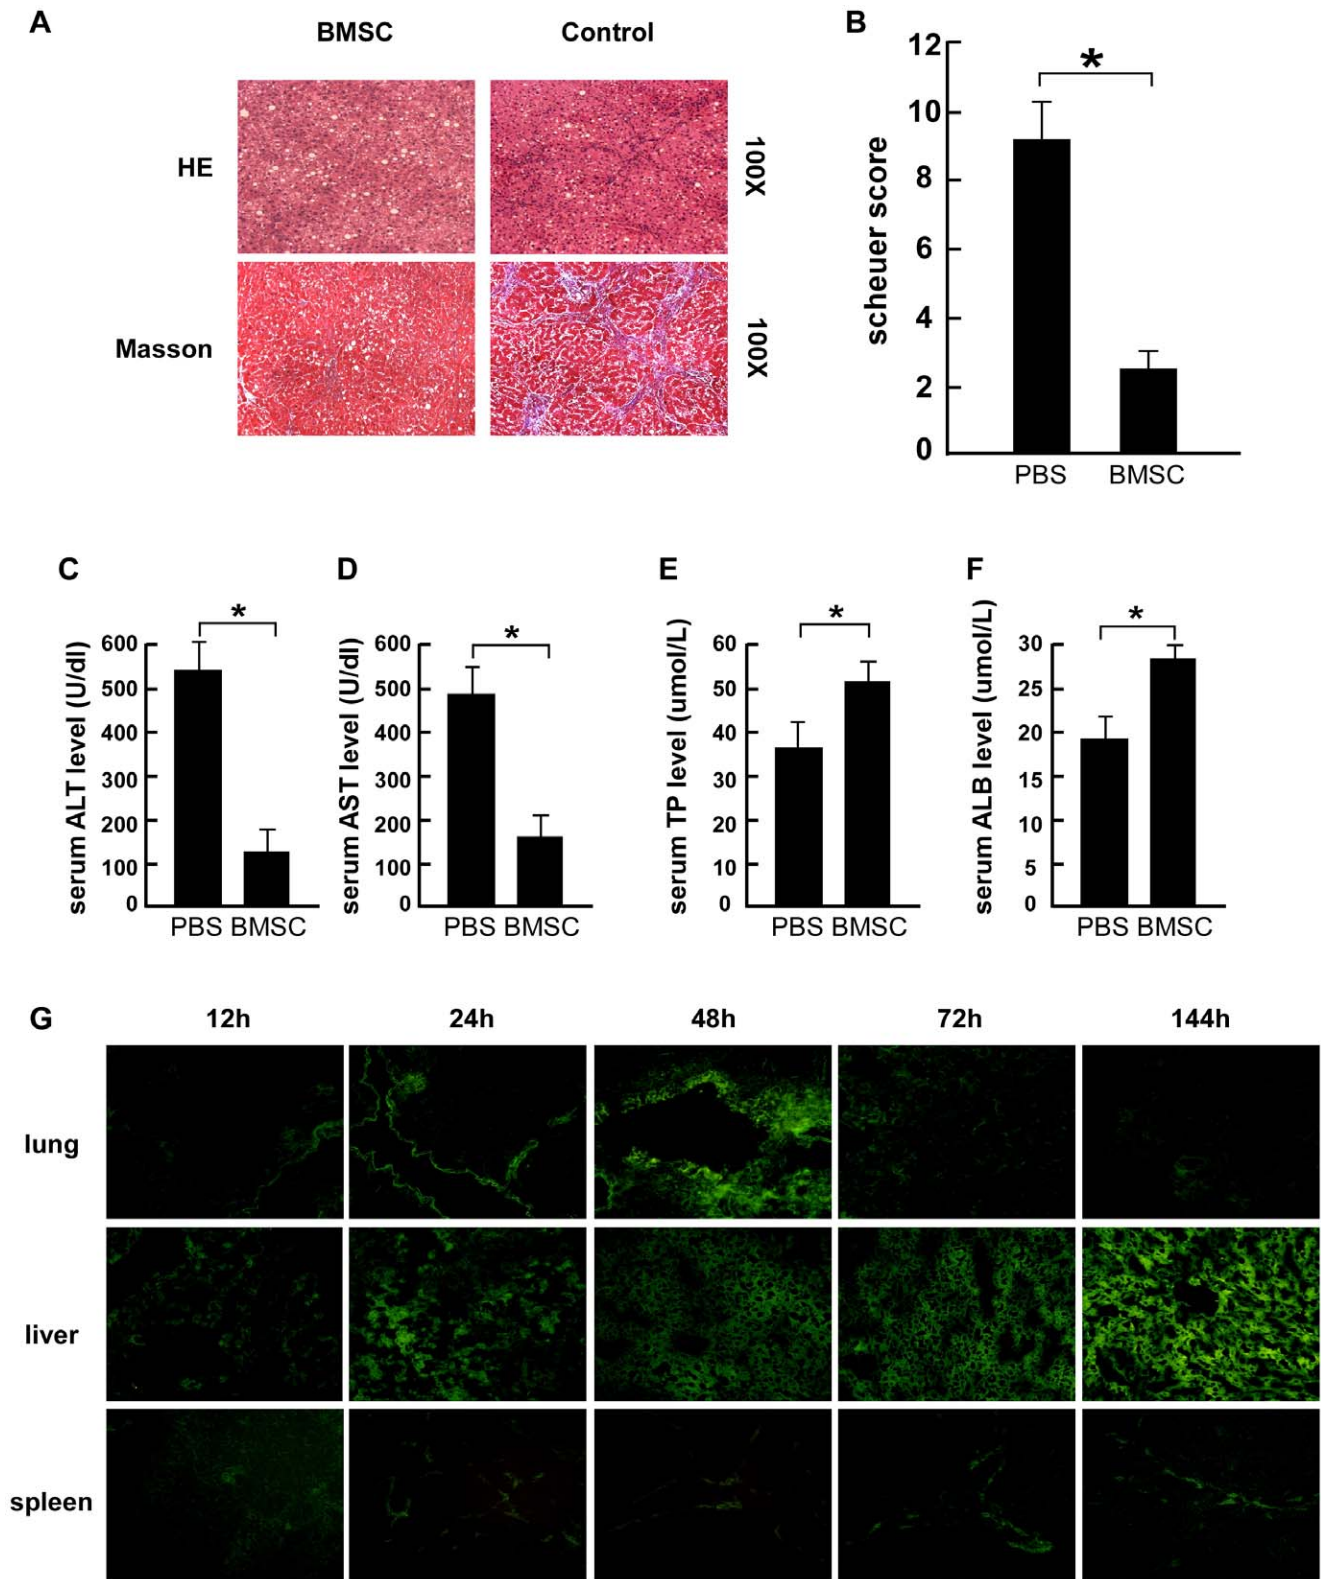 A
BMSC
Control
HE
100X
Masson
100X
B
12
10
8
6
4
2
0
scheuer score
*
PBS
BMSC
C
600
500
400
300
200
100
0
serum ALT level (U/dl)
*
PBS BMSC
D
600
500
400
300
200
100
0
serum AST level (U/dl)
*
PBS BMSC
E
60
50
40
30
20
10
0
serum TP level (umol/L)
*
PBS BMSC
F
30
25
20
15
10
5
0
serum ALB level (umol/L)
*
PBS BMSC
G
12h
24h
48h
72h
144h
lung
liver
spleen